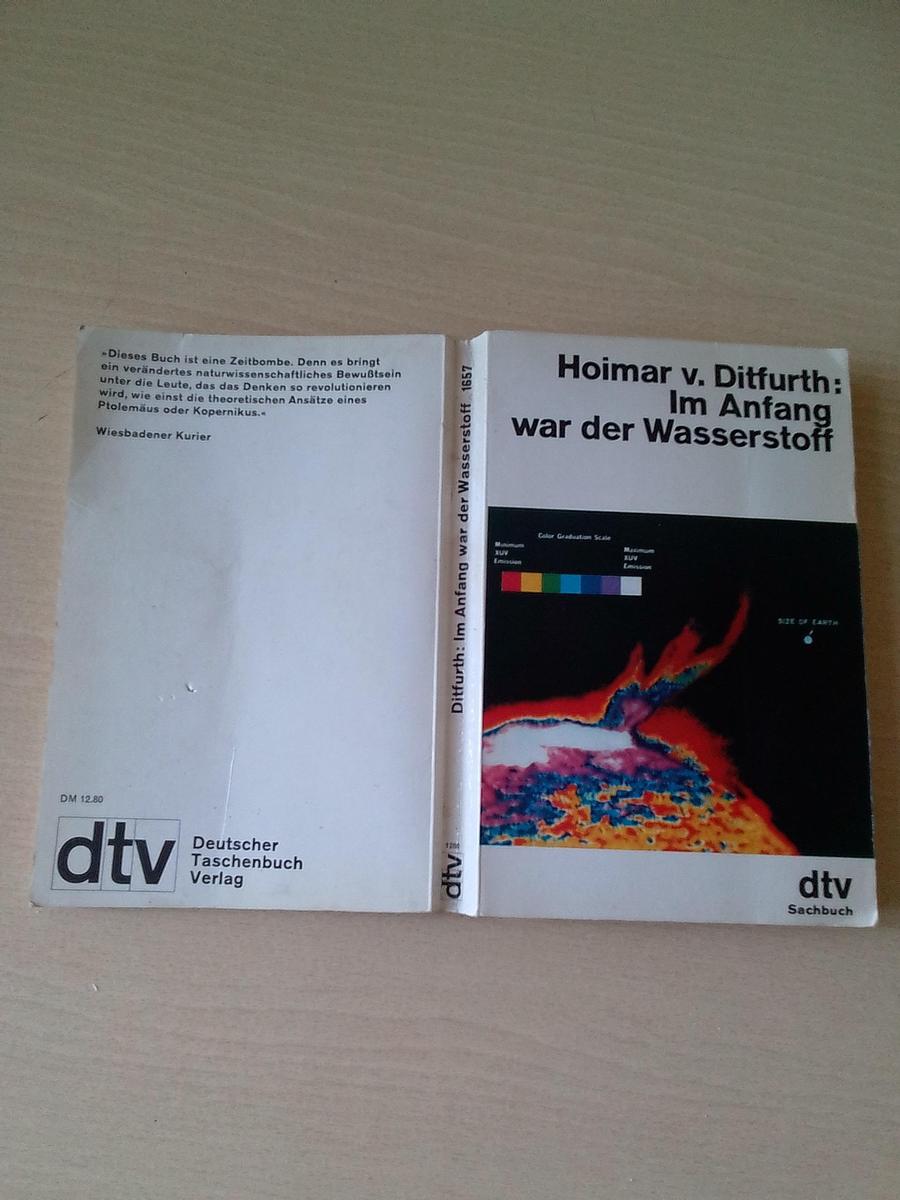 »Dieses Buch ist eine Zeitbombe. Denn es bringt
ein verändertes naturwissenschaftliches Bewußtsein
unter die Leute, das das Denken so revolutionieren
wird, wie einst die theoretischen Ansätze eines
Ptolemäus oder Kopernikus.«
Wiesbadener Kurier
DM 12.80
dtv
Deutscher
Taschenbuch
Verlag
Ditfurth: Im Anfang war der Wasserstoff 1657
1280
dtv
Hoimar v. Ditfurth:
Im Anfang
war der Wasserstoff
Color Graduation Scale
Minimum
XUV
Emission
Maximum
XUV
Emission
SIZE OF EARTH
dtv
Sachbuch